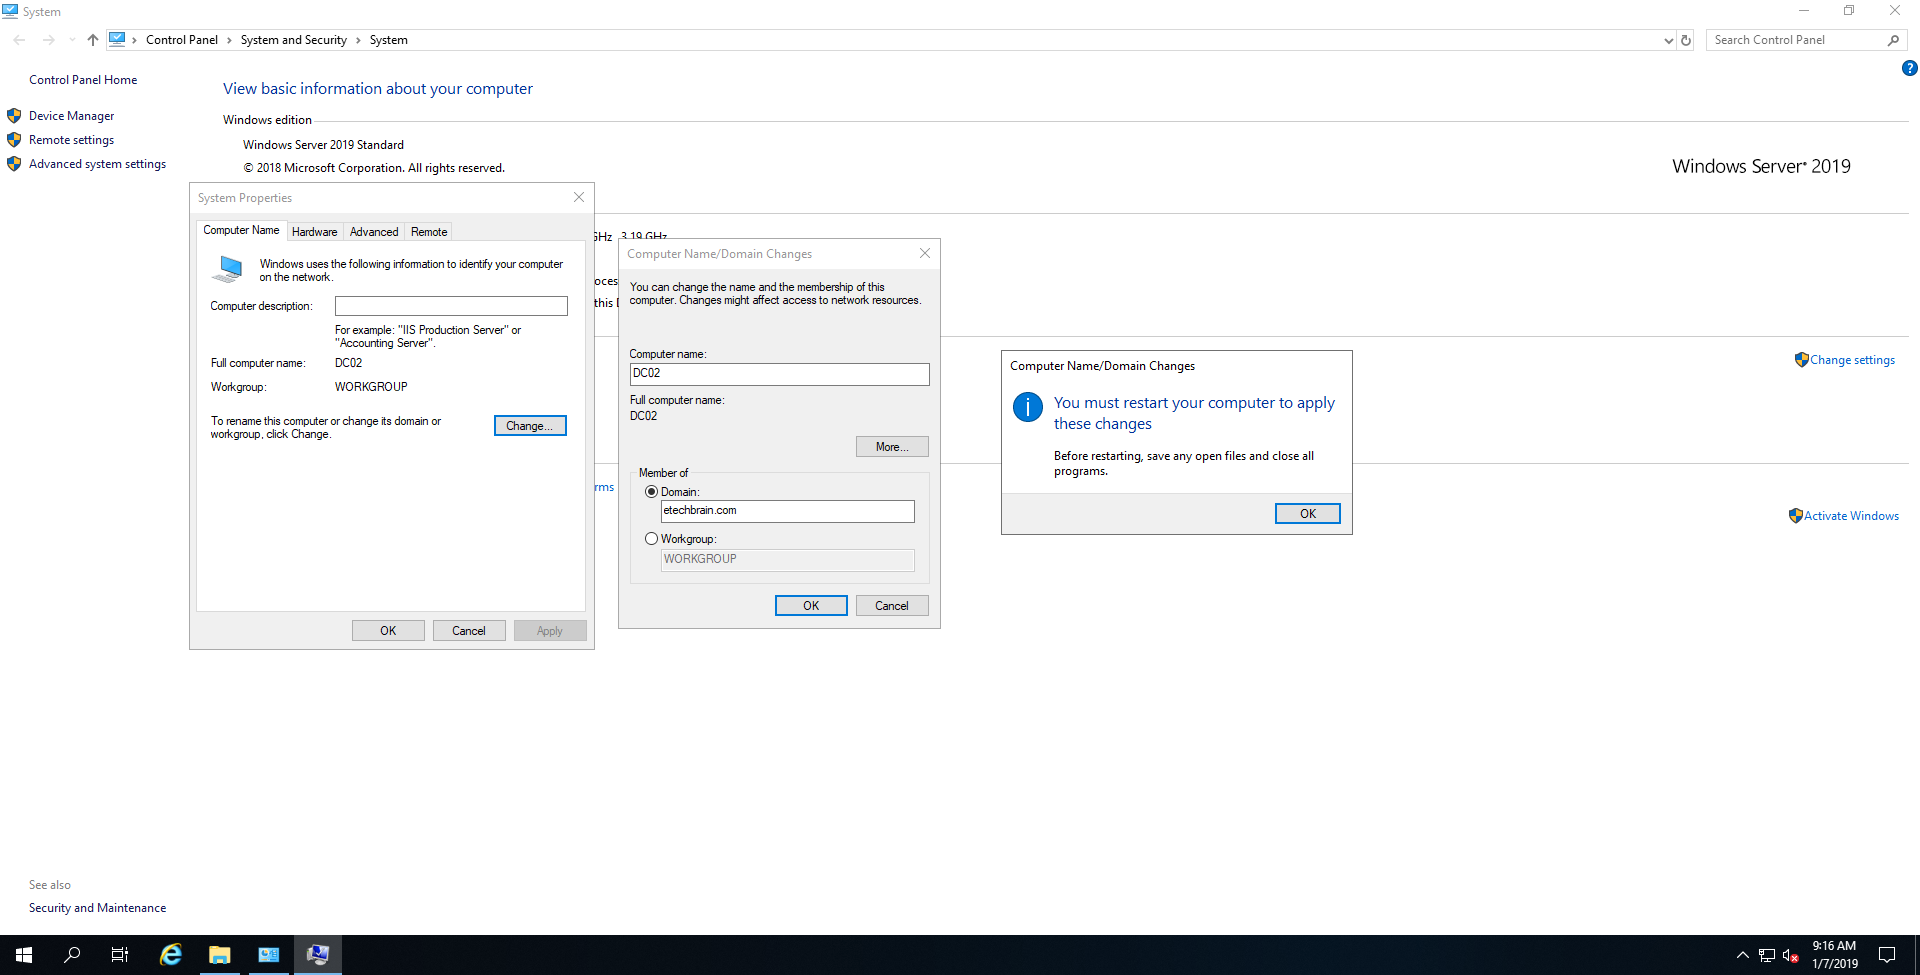 System
Control Panel › System and Security › System
Search Control Panel
Control Panel Home
Device Manager
Remote settings
Advanced system settings
View basic information about your computer
Windows edition
Windows Server 2019 Standard
© 2018 Microsoft Corporation. All rights reserved.
Windows Server® 2019
System Properties
Computer Name Hardware Advanced Remote
Windows uses the following information to identify your computer
on the network.
Computer description:
For example: "IIS Production Server" or
"Accounting Server".
Full computer name: DC02
Workgroup: WORKGROUP
To rename this computer or change its domain or
workgroup, click Change.
Change...
OK Cancel Apply
GHz 3.19 GHz
oces
this D
rms
Computer Name/Domain Changes
You can change the name and the membership of this
computer. Changes might affect access to network resources.
Computer name:
DC02
Full computer name:
DC02
More...
Member of
Domain:
etechbrain.com
Workgroup:
WORKGROUP
OK Cancel
Computer Name/Domain Changes
You must restart your computer to apply
these changes
Before restarting, save any open files and close all
programs.
OK
Change settings
Activate Windows
See also
Security and Maintenance
9:16 AM
1/7/2019